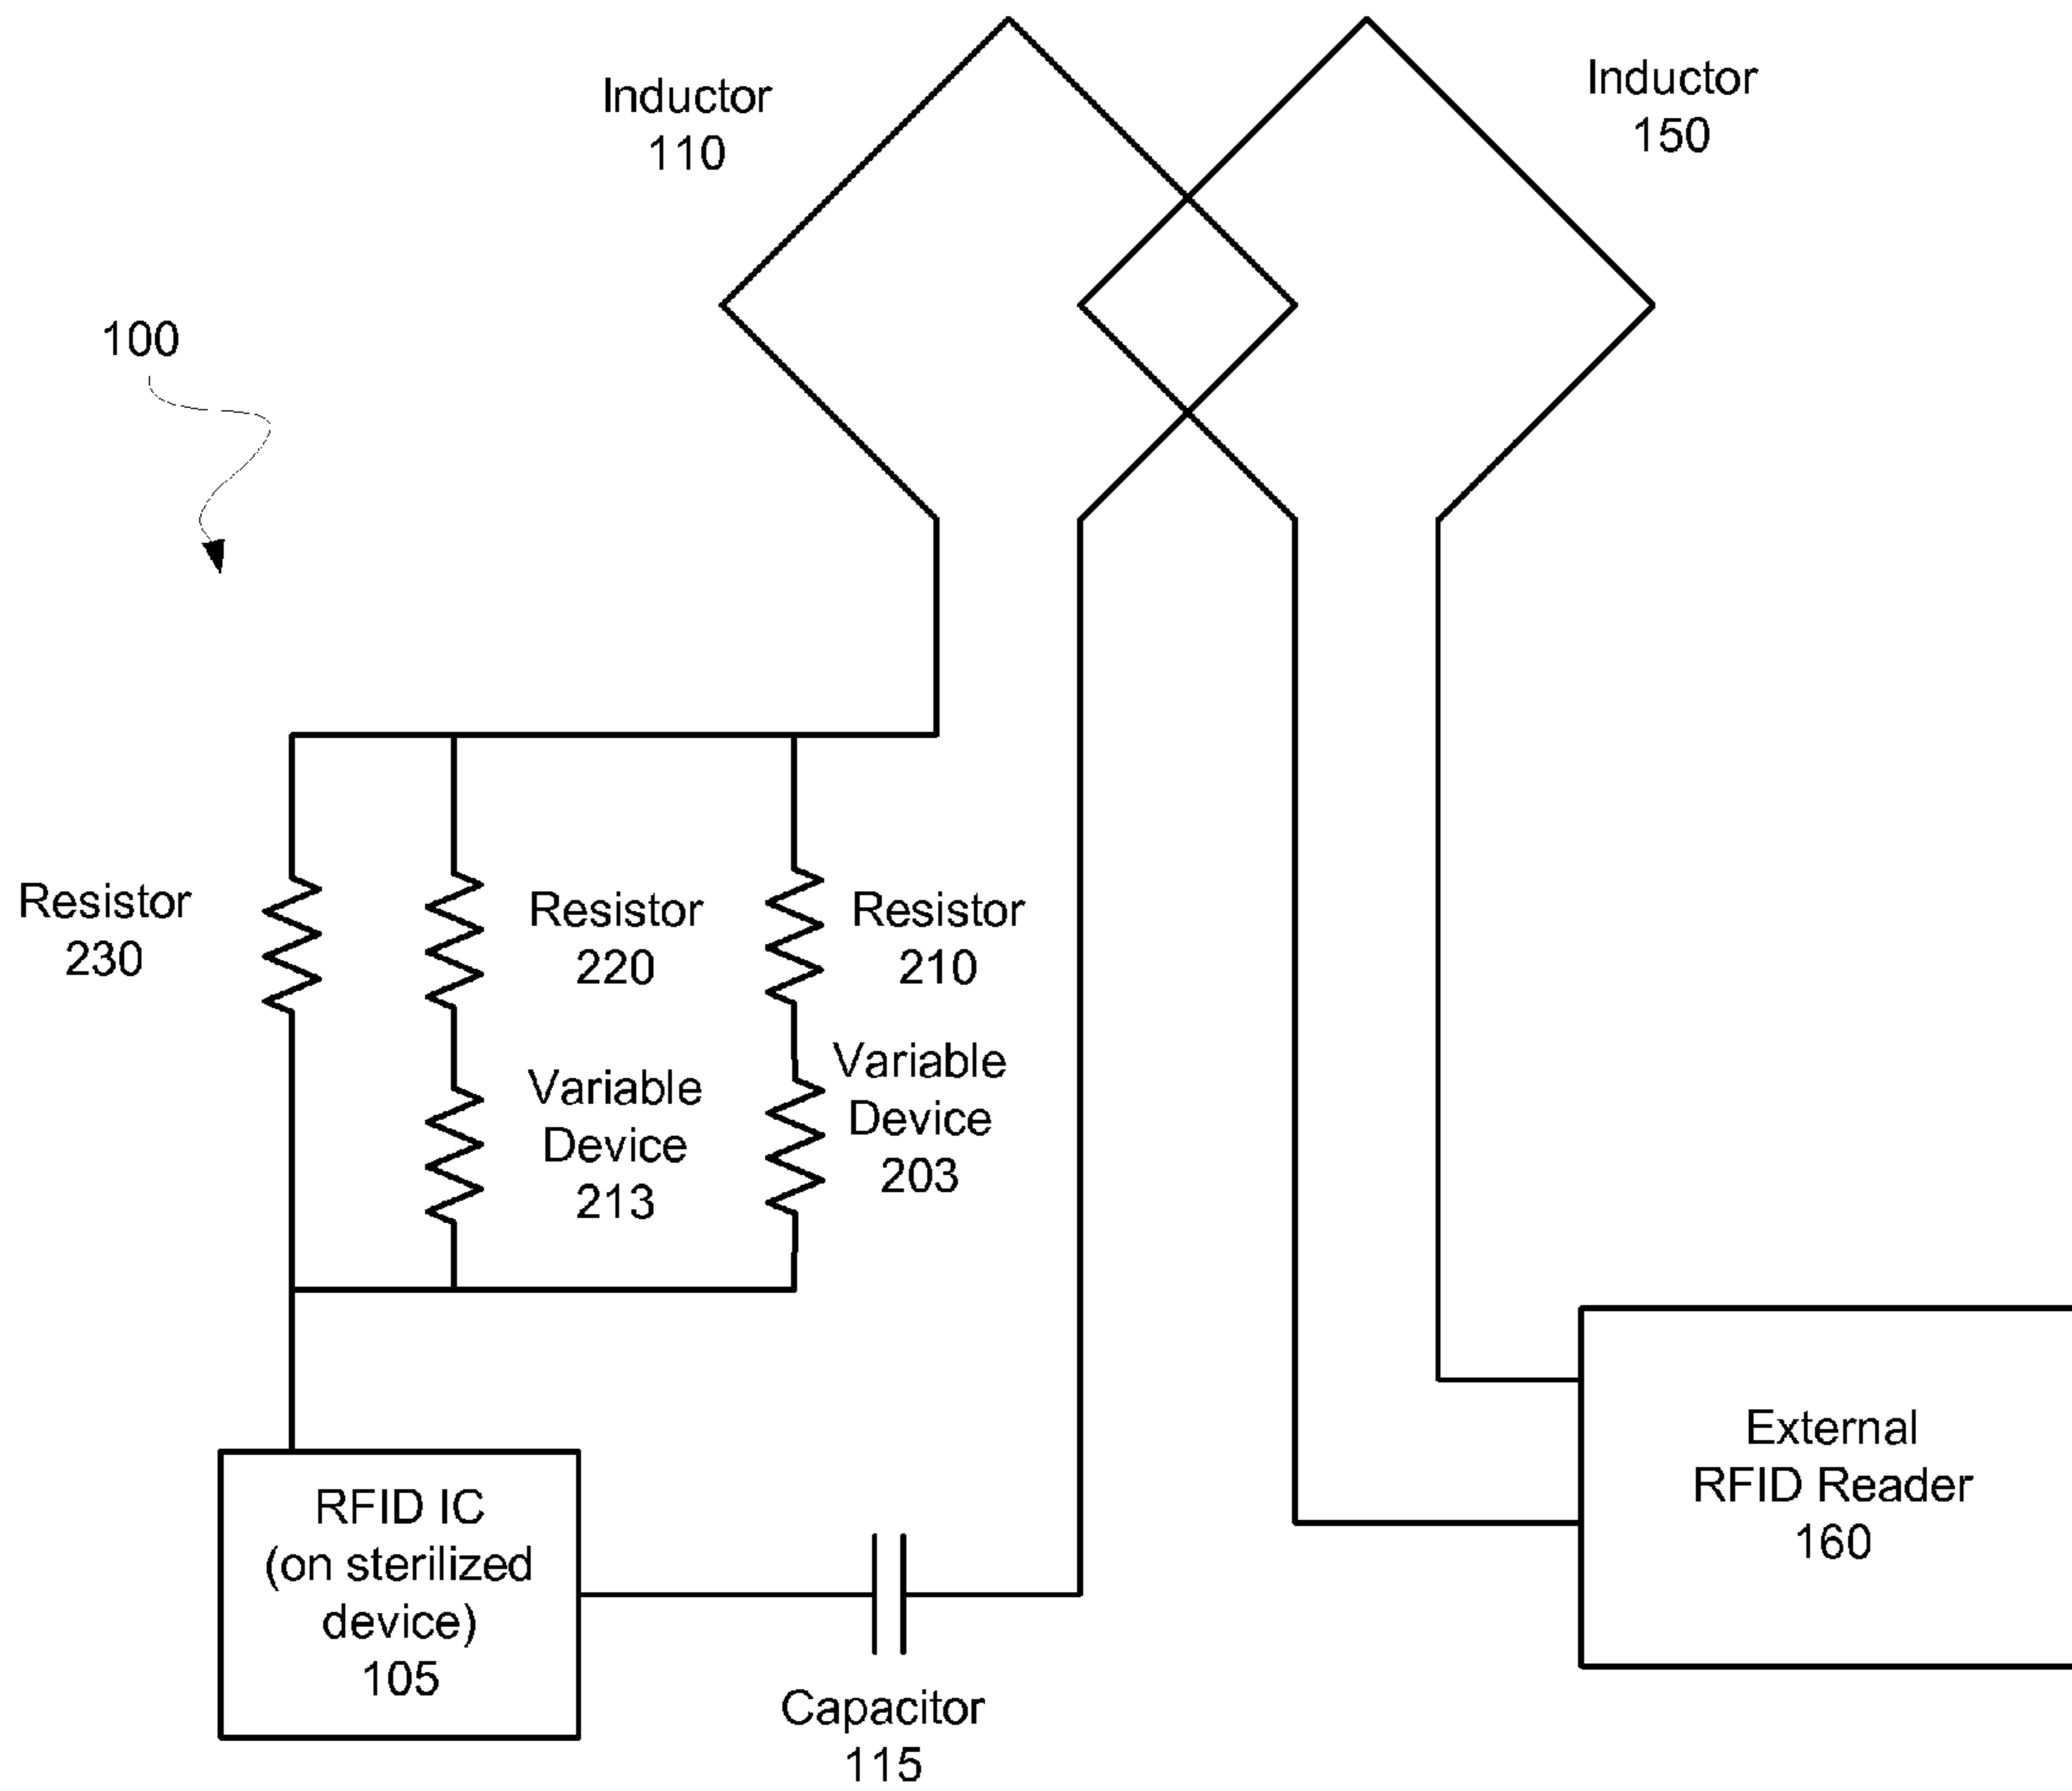 Inductor
110
Inductor
150
100
Resistor
230
Resistor
220
Resistor
210
Variable
Device
213
Variable
Device
203
RFID IC
(on sterilized
device)
105
Capacitor
115
External
RFID Reader
160